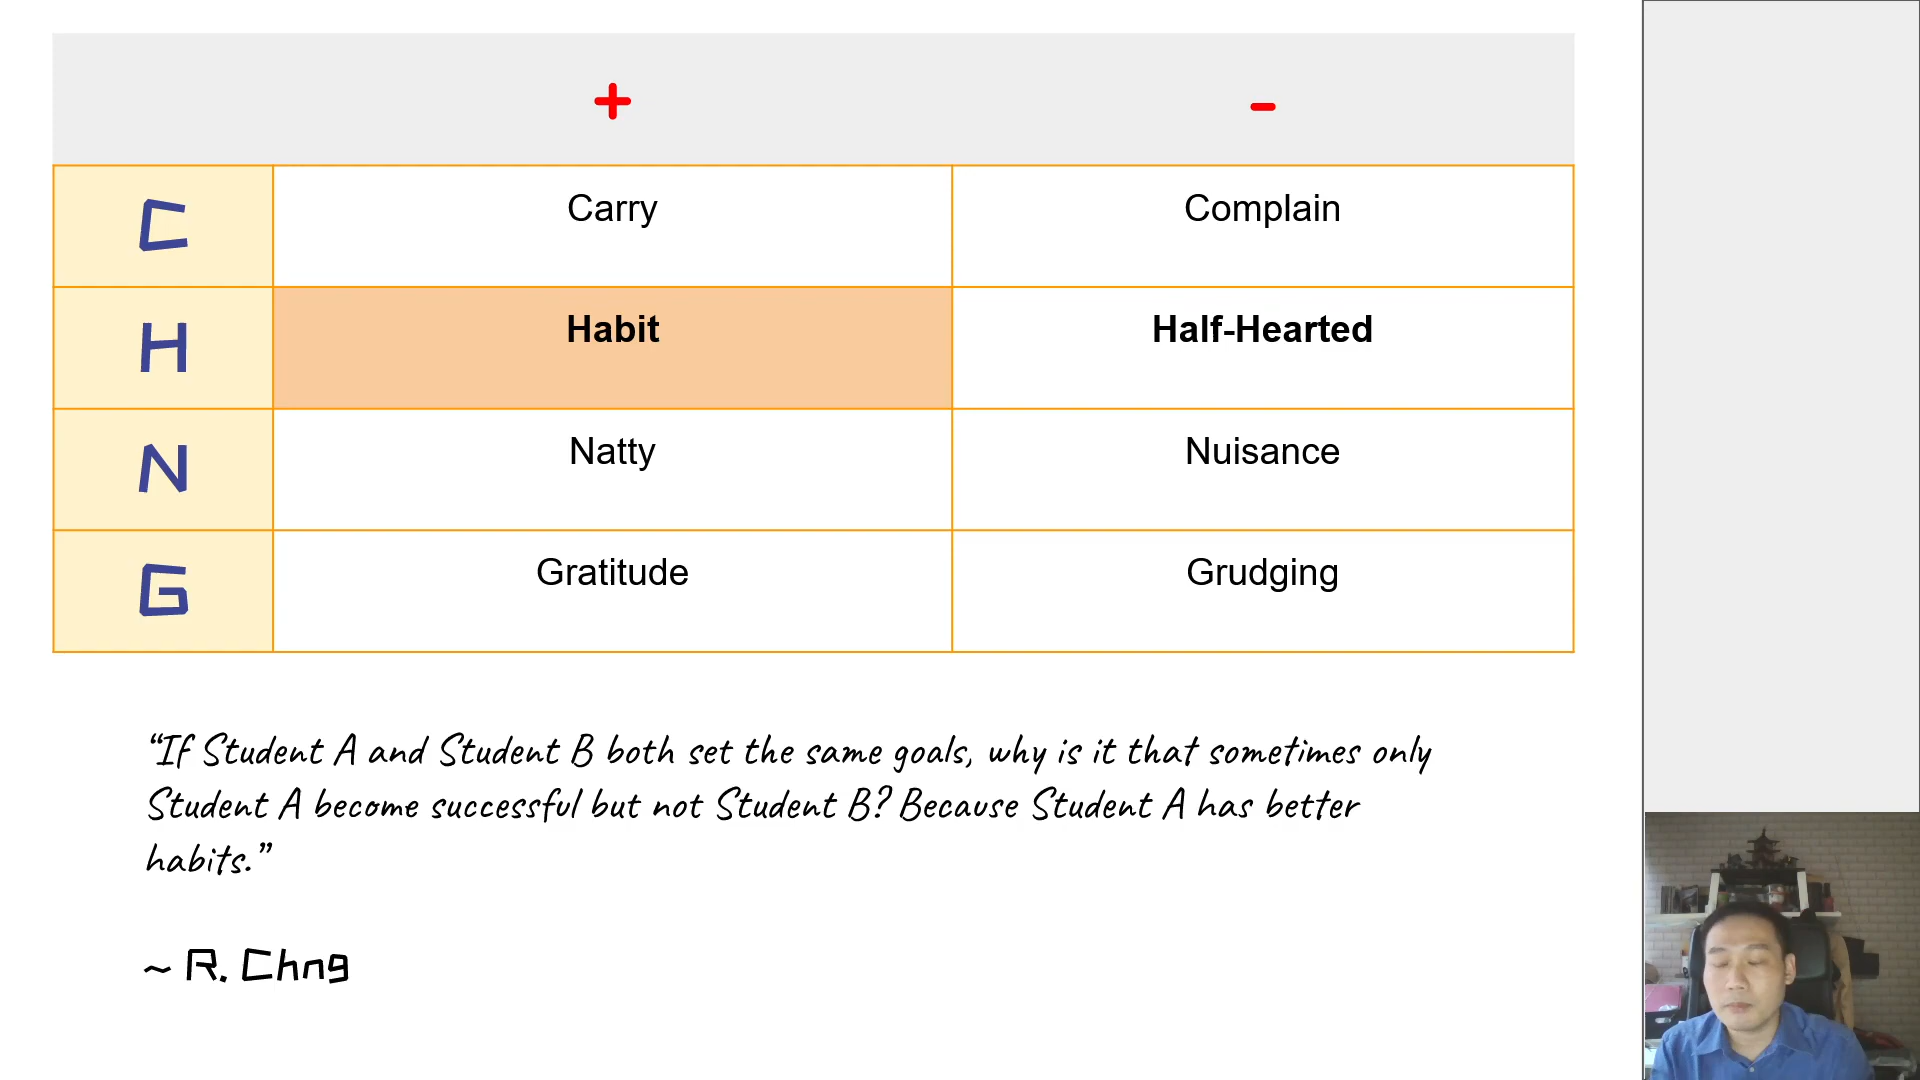 + -
C Carry Complain
H Habit Half-Hearted
N Natty Nuisance
G Gratitude Grudging
“If Student A and Student B both set the same goals, why is it that sometimes only
Student A become successful but not Student B? Because Student A has better
habits.”
~ R. Chng